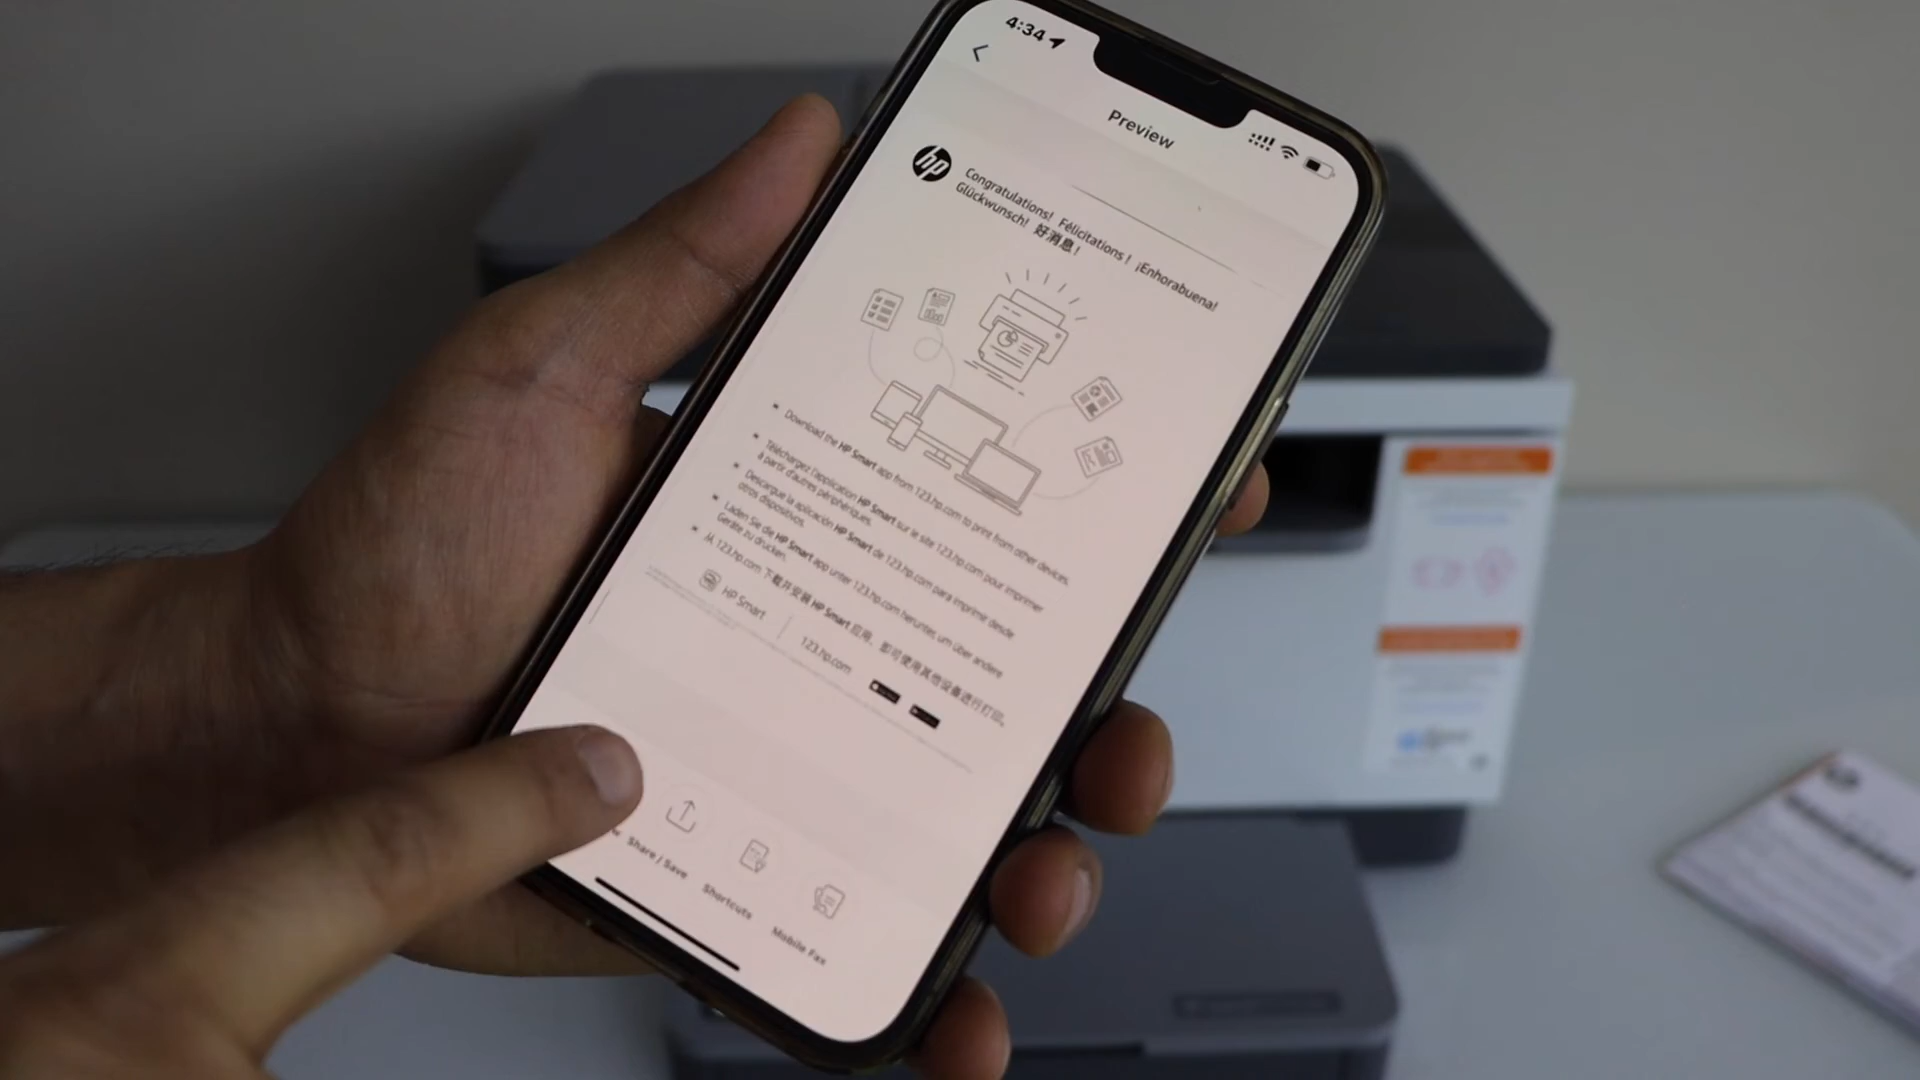 4:34
Preview
hp
Congratulations! Félicitations ! ¡Enhorabuena!
Glückwunsch! 好消息！
Download the HP Smart app from 123.hp.com to print from other devices.
Téléchargez l'application HP Smart sur le site 123.hp.com pour imprimer
à partir d'autres périphériques.
Descargue la aplicación HP Smart de 123.hp.com para imprimir desde
otros dispositivos.
Laden Sie die HP Smart app unter 123.hp.com herunter, um über andere
Geräte zu drucken.
从 123.hp.com 下载并安装 HP Smart 应用，即可使用其他设备进行打印。
HP Smart
123.hp.com
Share / Save
Shortcuts
Mobile Fax